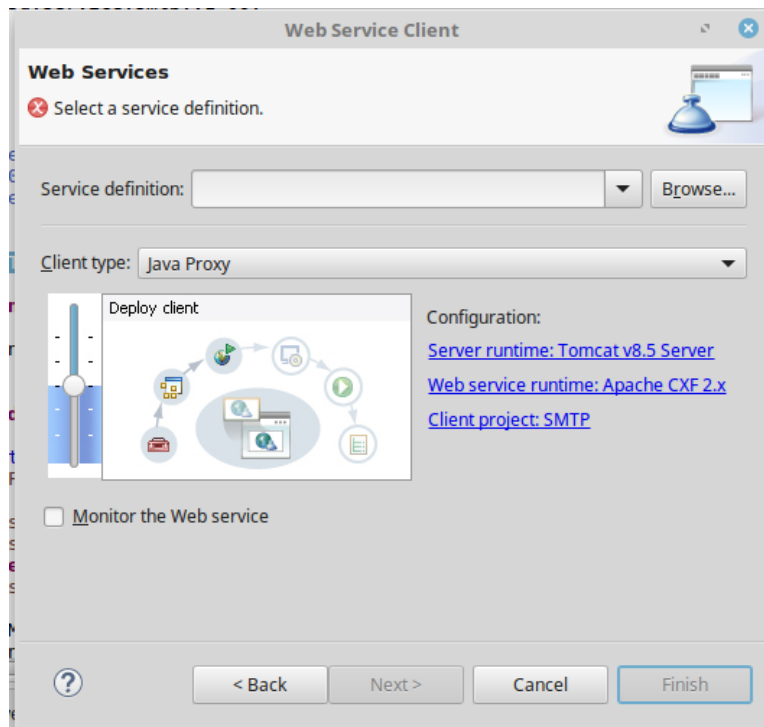 Web Service Client
Web Services
Select a service definition.
Service definition:
Browse...
Client type: Java Proxy
Deploy client
Configuration:
Server runtime: Tomcat v8.5 Server
Web service runtime: Apache CXF 2.x
Client project: SMTP
Monitor the Web service
?
< Back
Next >
Cancel
Finish